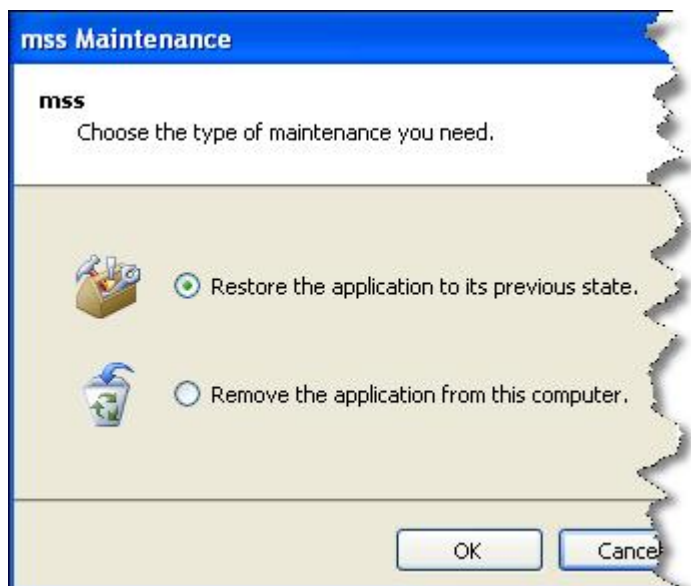 mss Maintenance
mss
Choose the type of maintenance you need.
Restore the application to its previous state.
Remove the application from this computer.
OK
Cancel